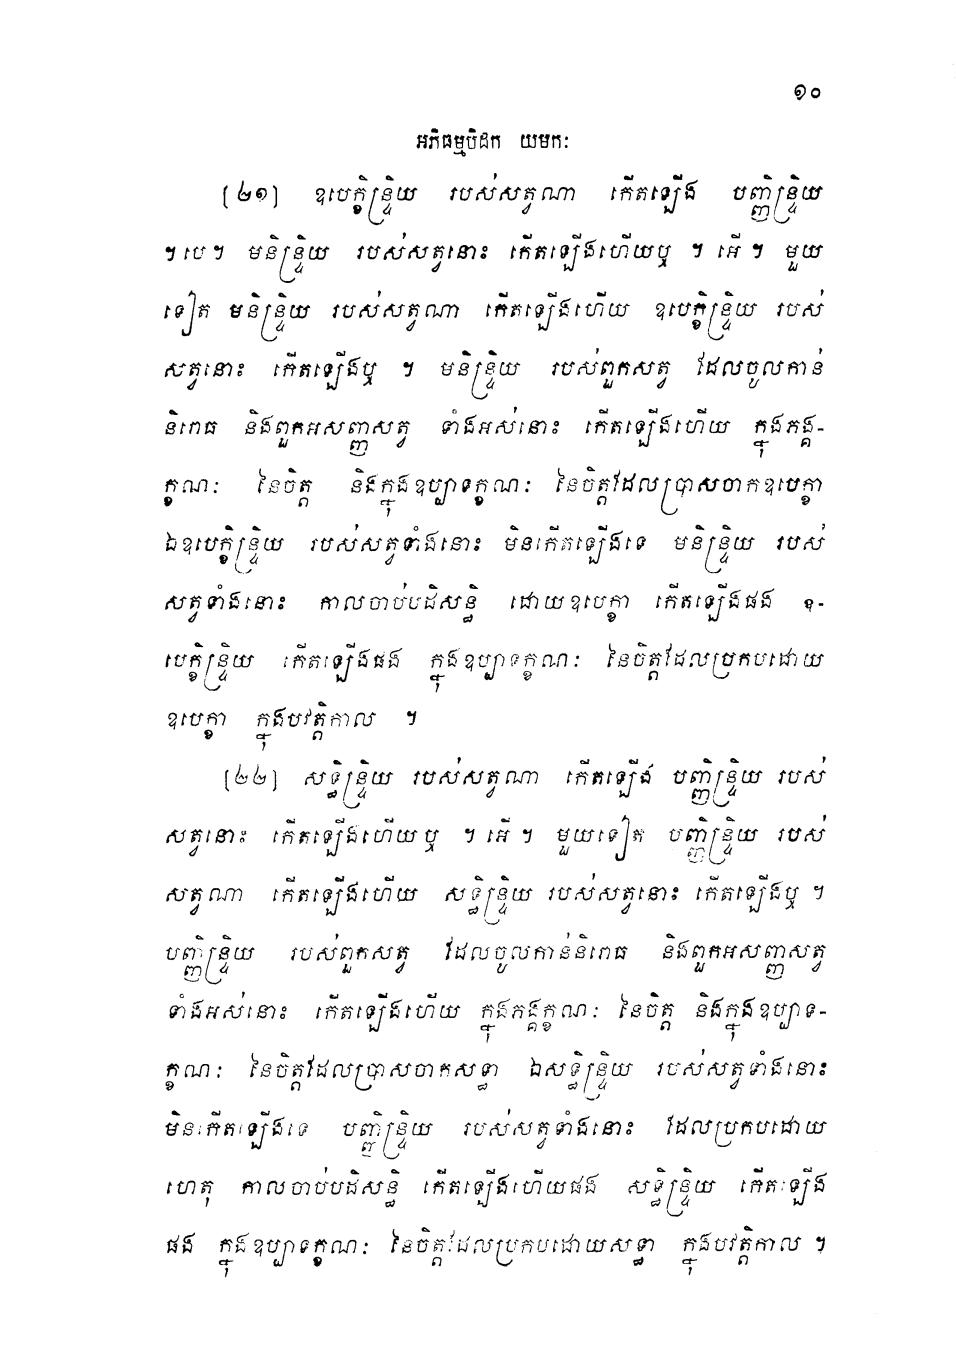 ១០
អភិធម្មបិដក យមកៈ
[២១] ឧបេក្ខិន្ទ្រិយ របស់សត្វណា កើតឡើង បញ្ញិន្ទ្រិយ
។បេ។ មនិន្ទ្រិយ របស់សត្វនោះ កើតឡើងហើយឬ ។ អើ ។ មួយ
ទៀត មនិន្ទ្រិយ របស់សត្វណា កើតឡើងហើយ ឧបេក្ខិន្ទ្រិយ របស់
សត្វនោះ កើតឡើងឬ ។ មនិន្ទ្រិយ របស់ពួកសត្វ ដែលចូលកាន់
និរោធ និងពួកអសញ្ញសត្វ ទាំងអស់នោះ កើតឡើងហើយ ក្នុងភង្គ-
ក្ខណៈ នៃចិត្ត និងក្នុងឧប្បាទក្ខណៈ នៃចិត្តដែលប្រាសចាកឧបេក្ខា
ឯឧបេក្ខិន្ទ្រិយ របស់សត្វទាំងនោះ មិនកើតឡើងទេ មនិន្ទ្រិយ របស់
សត្វទាំងនោះ កាលចាប់បដិសន្ធិ ដោយឧបេក្ខា កើតឡើងផង ឧ-
បេក្ខិន្ទ្រិយ កើតឡើងផង ក្នុងឧប្បាទក្ខណៈ នៃចិត្តដែលប្រកបដោយ
ឧបេក្ខា ក្នុងបវត្តិកាល ។
[២២] សទ្ធិន្ទ្រិយ របស់សត្វណា កើតឡើង បញ្ញិន្ទ្រិយ របស់
សត្វនោះ កើតឡើងហើយឬ ។ អើ ។ មួយទៀត បញ្ញិន្ទ្រិយ របស់
សត្វណា កើតឡើងហើយ សទ្ធិន្ទ្រិយ របស់សត្វនោះ កើតឡើងឬ ។
បញ្ញិន្ទ្រិយ របស់ពួកសត្វ ដែលចូលកាន់និរោធ និងពួកអសញ្ញសត្វ
ទាំងអស់នោះ កើតឡើងហើយ ក្នុងភង្គក្ខណៈ នៃចិត្ត និងក្នុងឧប្បាទ-
ក្ខណៈ នៃចិត្តដែលប្រាសចាកសទ្ធា ឯសទ្ធិន្ទ្រិយ របស់សត្វទាំងនោះ
មិនកើតឡើងទេ បញ្ញិន្ទ្រិយ របស់សត្វទាំងនោះ ដែលប្រកបដោយ
ហេតុ កាលចាប់បដិសន្ធិ កើតឡើងហើយផង សទ្ធិន្ទ្រិយ កើតឡើង
ផង ក្នុងឧប្បាទក្ខណៈ នៃចិត្តដែលប្រកបដោយសទ្ធា ក្នុងបវត្តិកាល ។